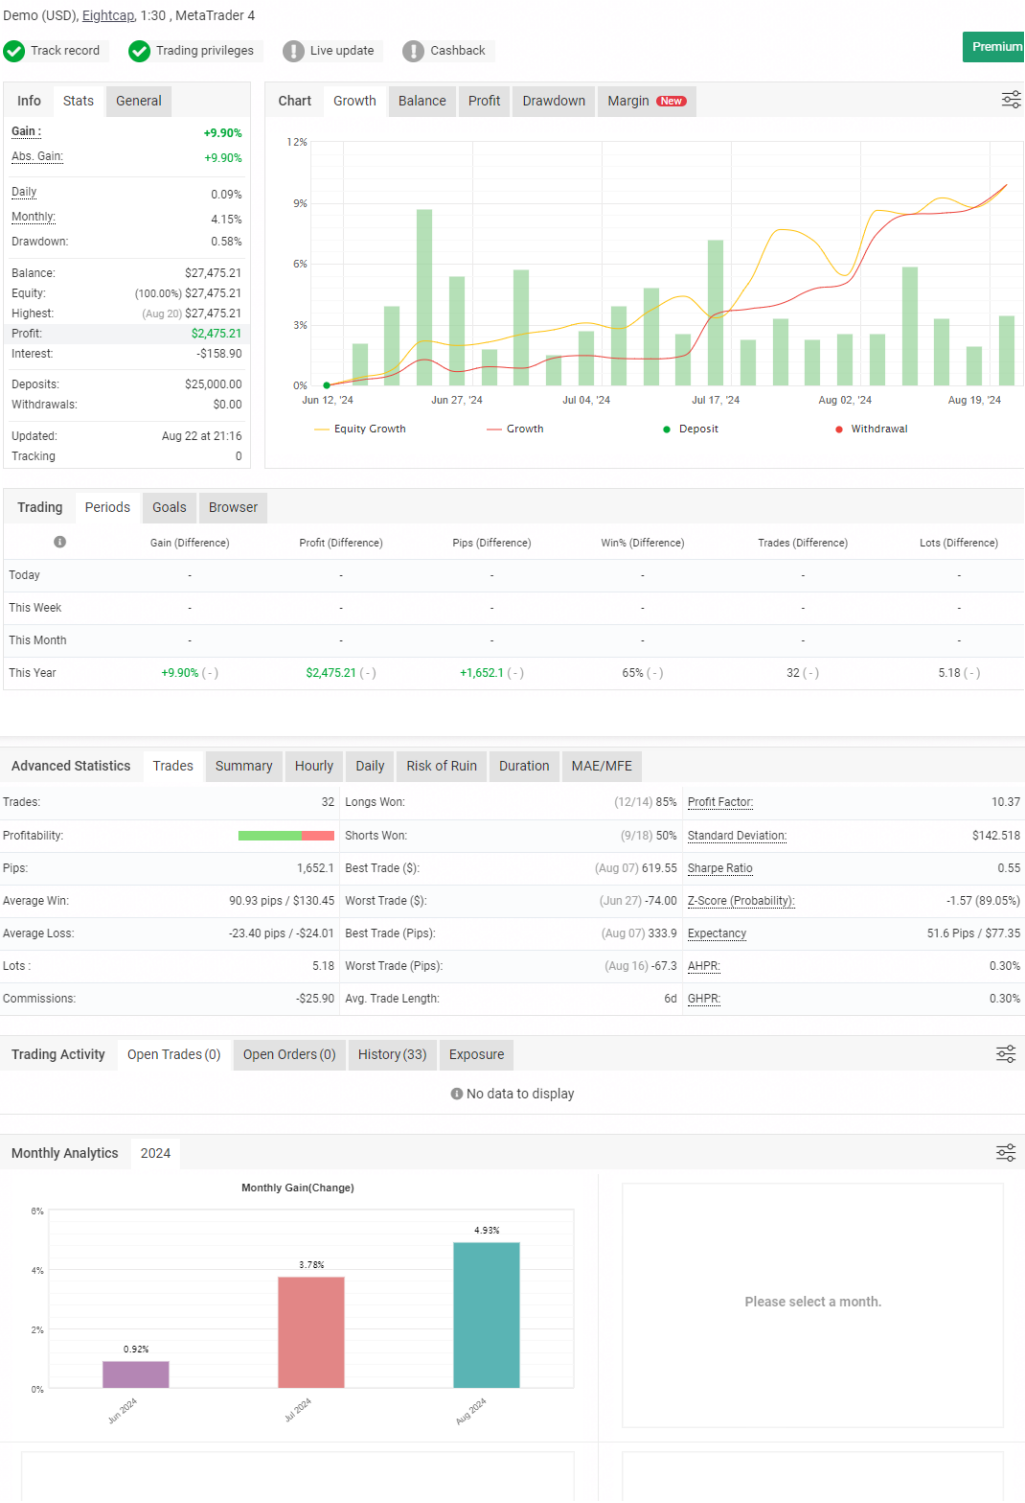 Demo (USD), Eightcap, 1:30 , MetaTrader 4
Track record Trading privileges Live update Cashback Premium
Info Stats General
Gain : +9.90%
Abs. Gain: +9.90%
Daily 0.09%
Monthly: 4.15%
Drawdown: 0.58%
Balance: $27,475.21
Equity: (100.00%) $27,475.21
Highest: (Aug 20) $27,475.21
Profit: $2,475.21
Interest: -$158.90
Deposits: $25,000.00
Withdrawals: $0.00
Updated: Aug 22 at 21:16
Tracking 0
Chart Growth Balance Profit Drawdown Margin New
12%
9%
6%
3%
0%
Jun 12, '24 Jun 27, '24 Jul 04, '24 Jul 17, '24 Aug 02, '24 Aug 19, '24
Equity Growth Growth Deposit Withdrawal
Trading Periods Goals Browser
Gain (Difference) Profit (Difference) Pips (Difference) Win% (Difference) Trades (Difference) Lots (Difference)
Today - - - - - -
This Week - - - - - -
This Month - - - - - -
This Year +9.90% ( - ) $2,475.21 ( - ) +1,652.1 ( - ) 65% ( - ) 32 ( - ) 5.18 ( - )
Advanced Statistics Trades Summary Hourly Daily Risk of Ruin Duration MAE/MFE
Trades: 32 Longs Won: (12/14) 85% Profit Factor: 10.37
Profitability: Shorts Won: (9/18) 50% Standard Deviation: $142.518
Pips: 1,652.1 Best Trade ($): (Aug 07) 619.55 Sharpe Ratio 0.55
Average Win: 90.93 pips / $130.45 Worst Trade ($): (Jun 27) -74.00 Z-Score (Probability): -1.57 (89.05%)
Average Loss: -23.40 pips / -$24.01 Best Trade (Pips): (Aug 07) 333.9 Expectancy 51.6 Pips / $77.35
Lots : 5.18 Worst Trade (Pips): (Aug 16) -67.3 AHPR: 0.30%
Commissions: -$25.90 Avg. Trade Length: 6d GHPR: 0.30%
Trading Activity Open Trades (0) Open Orders (0) History (33) Exposure
No data to display
Monthly Analytics 2024
Monthly Gain(Change)
6%
4%
2%
0%
0.92%
3.78%
4.93%
Jun 2024 Jul 2024 Aug 2024
Please select a month.